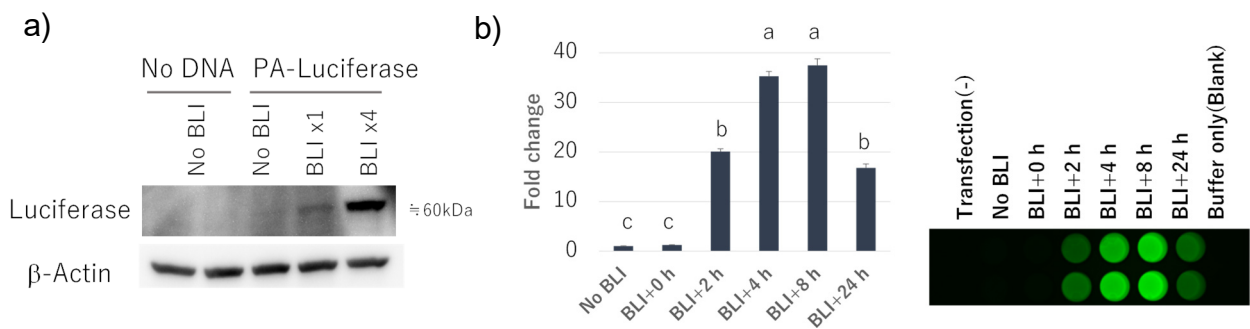 a)
No DNA PA-Luciferase
No BLI
No BLI
BLI x1
BLI x4
Luciferase
≒60kDa
β-Actin
b)
Fold change
40
30
20
10
0
c
c
b
a
a
b
No BLI
BLI+0 h
BLI+2 h
BLI+4 h
BLI+8 h
BLI+24 h
Transfection(-)
No BLI
BLI+0 h
BLI+2 h
BLI+4 h
BLI+8 h
BLI+24 h
Buffer only(Blank)